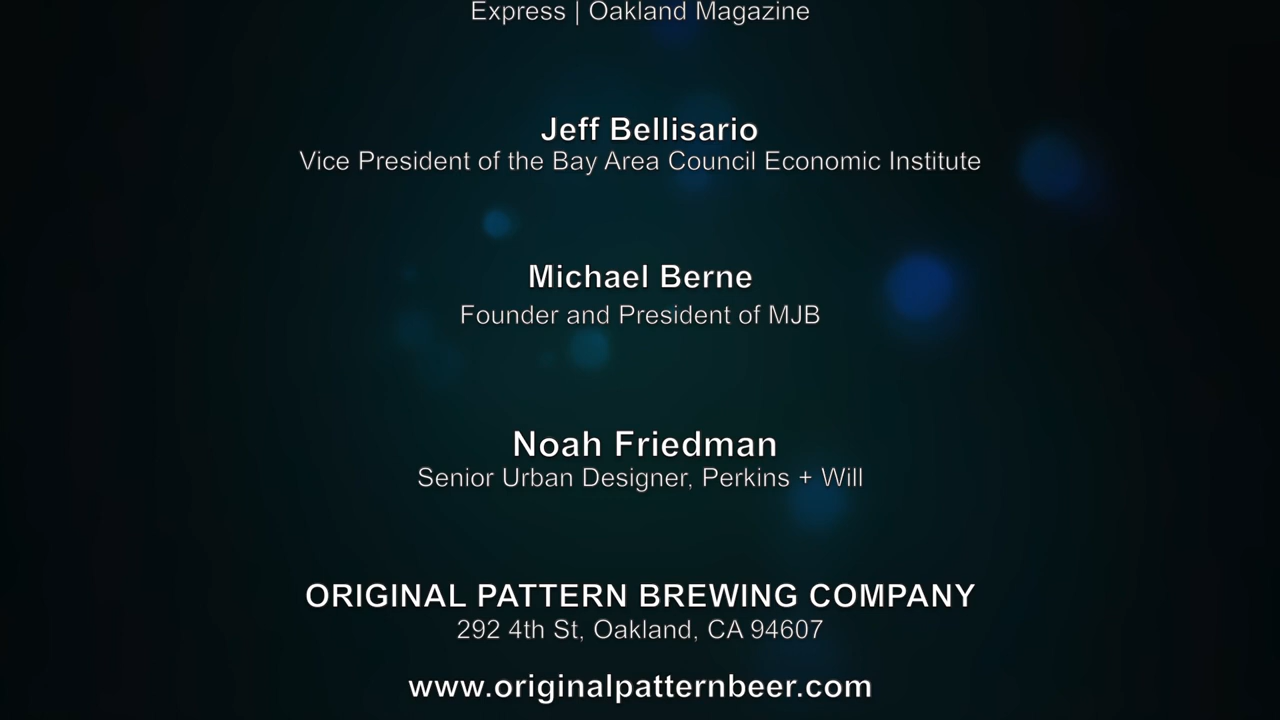 Express | Oakland Magazine
Jeff Bellisario
Vice President of the Bay Area Council Economic Institute
Michael Berne
Founder and President of MJB
Noah Friedman
Senior Urban Designer, Perkins + Will
ORIGINAL PATTERN BREWING COMPANY
292 4th St, Oakland, CA 94607
www.originalpatternbeer.com